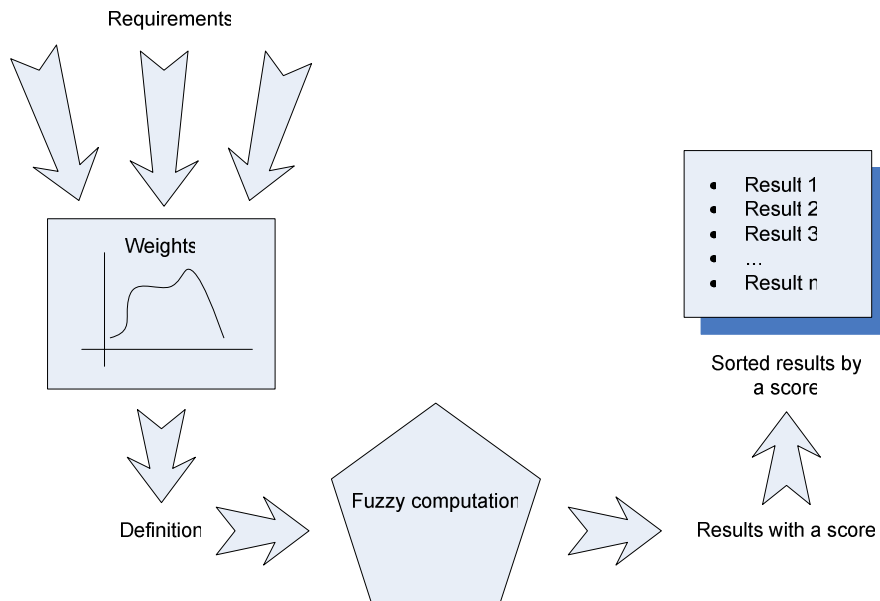 Requirements
Weights
Definition
Fuzzy computation
Results with a score
Sorted results by
a score
• Result 1
• Result 2
• Result 3
• ...
• Result n